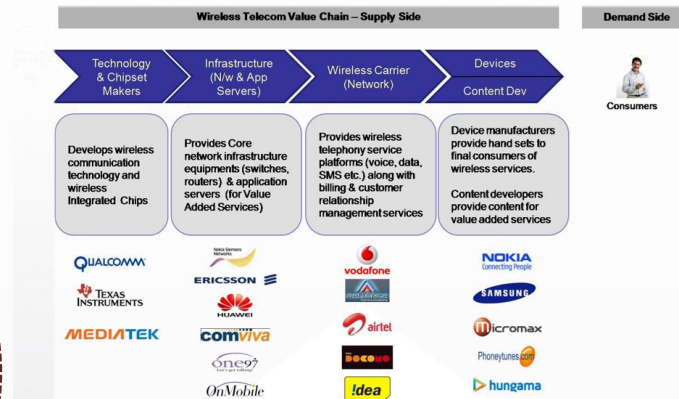 Wireless Telecom Value Chain – Supply Side
Demand Side
Technology
& Chipset
Makers
Infrastructure
(N/w & App
Servers)
Wireless Carrier
(Network)
Devices
Content Dev
Consumers
Develops wireless
communication
technology and
wireless
Integrated Chips
Provides Core
network infrastructure
equipments (switches,
routers) & application
servers (for Value
Added Services)
Provides wireless
telephony service
platforms (voice, data,
SMS etc.) along with
billing & customer
relationship
management services
Device manufacturers
provide hand sets to
final consumers of
wireless services.
Content developers
provide content for
value added services
QUALCOMM
TEXAS
INSTRUMENTS
MEDIATEK
Nokia Siemens
Networks
ERICSSON
HUAWEI
comviva
one97
Let's get talking!
OnMobile
vodafone
RELIANCE
airtel
DOCOMO
!dea
NOKIA
Connecting People
SAMSUNG
micromax
Phoneytunes.com
hungama